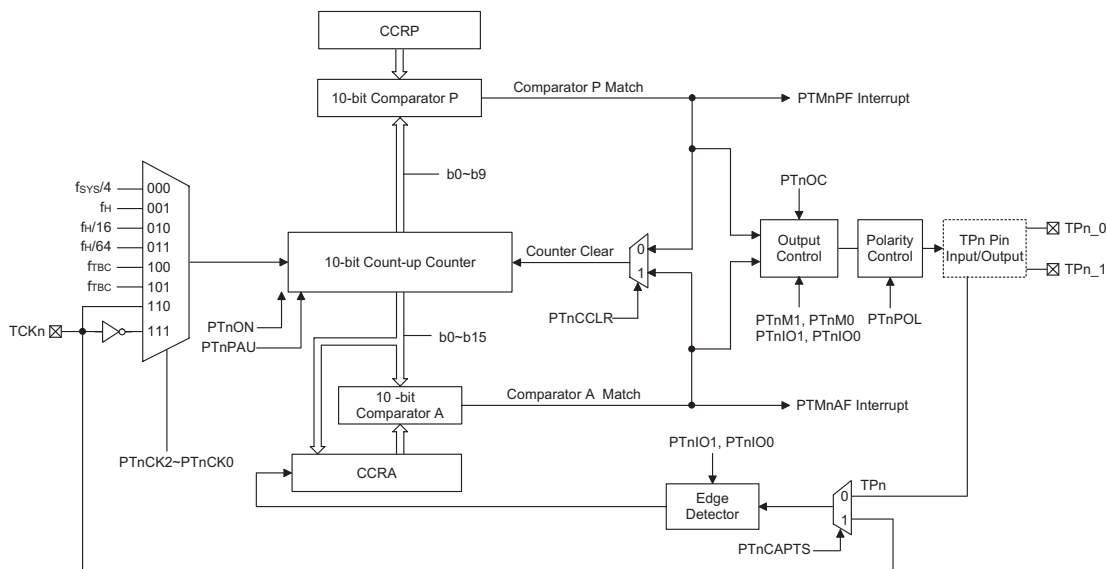 CCRP
10-bit Comparator P
Comparator P Match
PTMnPF Interrupt
b0~b9
fSYS/4
000
fH
001
fH/16
010
fH/64
011
fTBC
100
fTBC
101
110
111
TCKn
PTnCK2~PTnCK0
10-bit Count-up Counter
PTnON
PTnPAU
Counter Clear
0
1
PTnCCLR
PTnOC
Output
Control
PTnM1, PTnM0
PTnIO1, PTnIO0
Polarity
Control
PTnPOL
TPn Pin
Input/Output
TPn_0
TPn_1
b0~b15
10 -bit
Comparator A
Comparator A Match
PTMnAF Interrupt
CCRA
PTnIO1, PTnIO0
Edge
Detector
TPn
0
1
PTnCAPTS